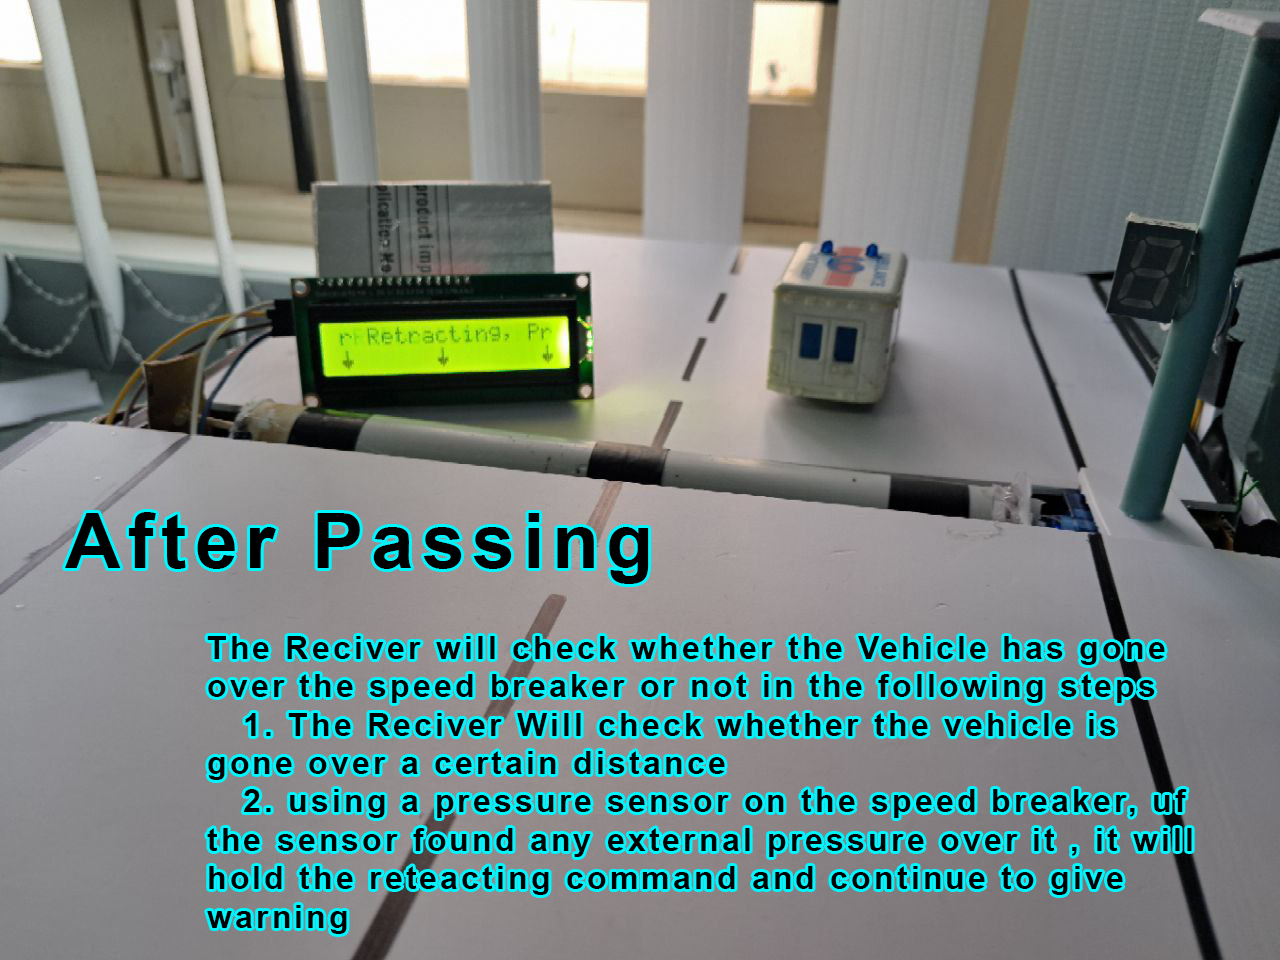 product imp
plication No
r Retracting, Pr
After Passing
The Reciver will check whether the Vehicle has gone
over the speed breaker or not in the following steps
1. The Reciver Will check whether the vehicle is
gone over a certain distance
2. using a pressure sensor on the speed breaker, uf
the sensor found any external pressure over it , it will
hold the reteacting command and continue to give
warning